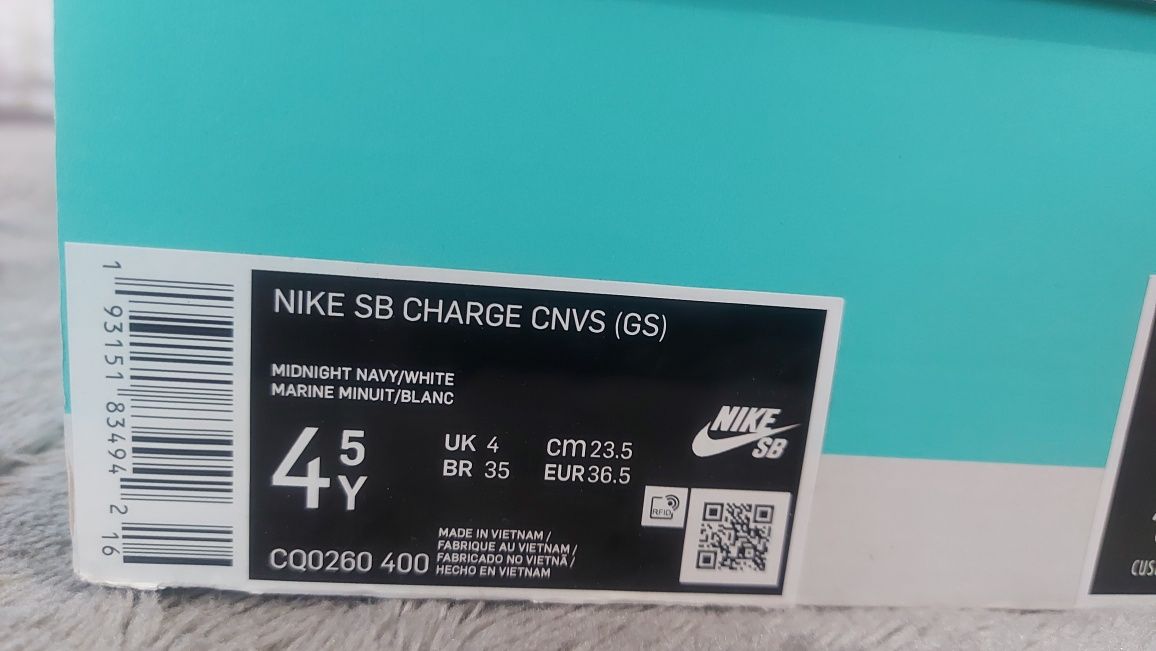 1 93151 83494 2 16
NIKE SB CHARGE CNVS (GS)
MIDNIGHT NAVY/WHITE
MARINE MINUIT/BLANC
4 5 Y
UK 4 cm 23.5
BR 35 EUR 36.5
NIKE
SB
RFID
CQ0260 400
MADE IN VIETNAM /
FABRIQUE AU VIETNAM /
FABRICADO NO VIETNÃ /
HECHO EN VIETNAM